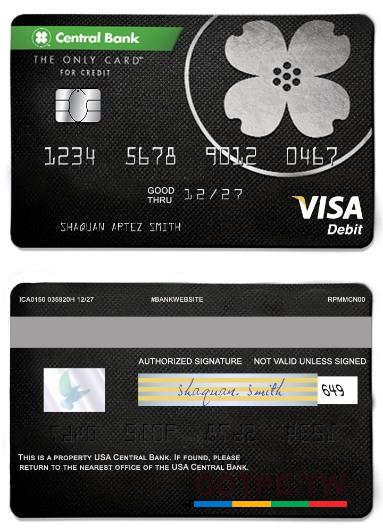 Central Bank
THE ONLY CARD
FOR CREDIT
1234 5678 9012 0467
GOOD THRU 12/27
SHAQUAN APTEZ SMITH
VISA
Debit
ICA0150 035920H 12/27 #BANKWEBSITE RPMMCN00
AUTHORIZED SIGNATURE NOT VALID UNLESS SIGNED
shaquan. smith 649
THIS IS A PROPERTY USA CENTRAL BANK. IF FOUND, PLEASE
RETURN TO THE NEAREST OFFICE OF THE USA CENTRAL BANK.